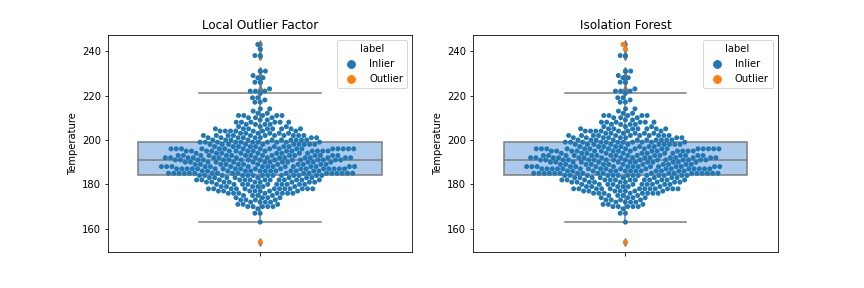 Local Outlier Factor
240
220
200
180
160
Temperature
label
Inlier
Outlier
Isolation Forest
240
220
200
180
160
Temperature
label
Inlier
Outlier